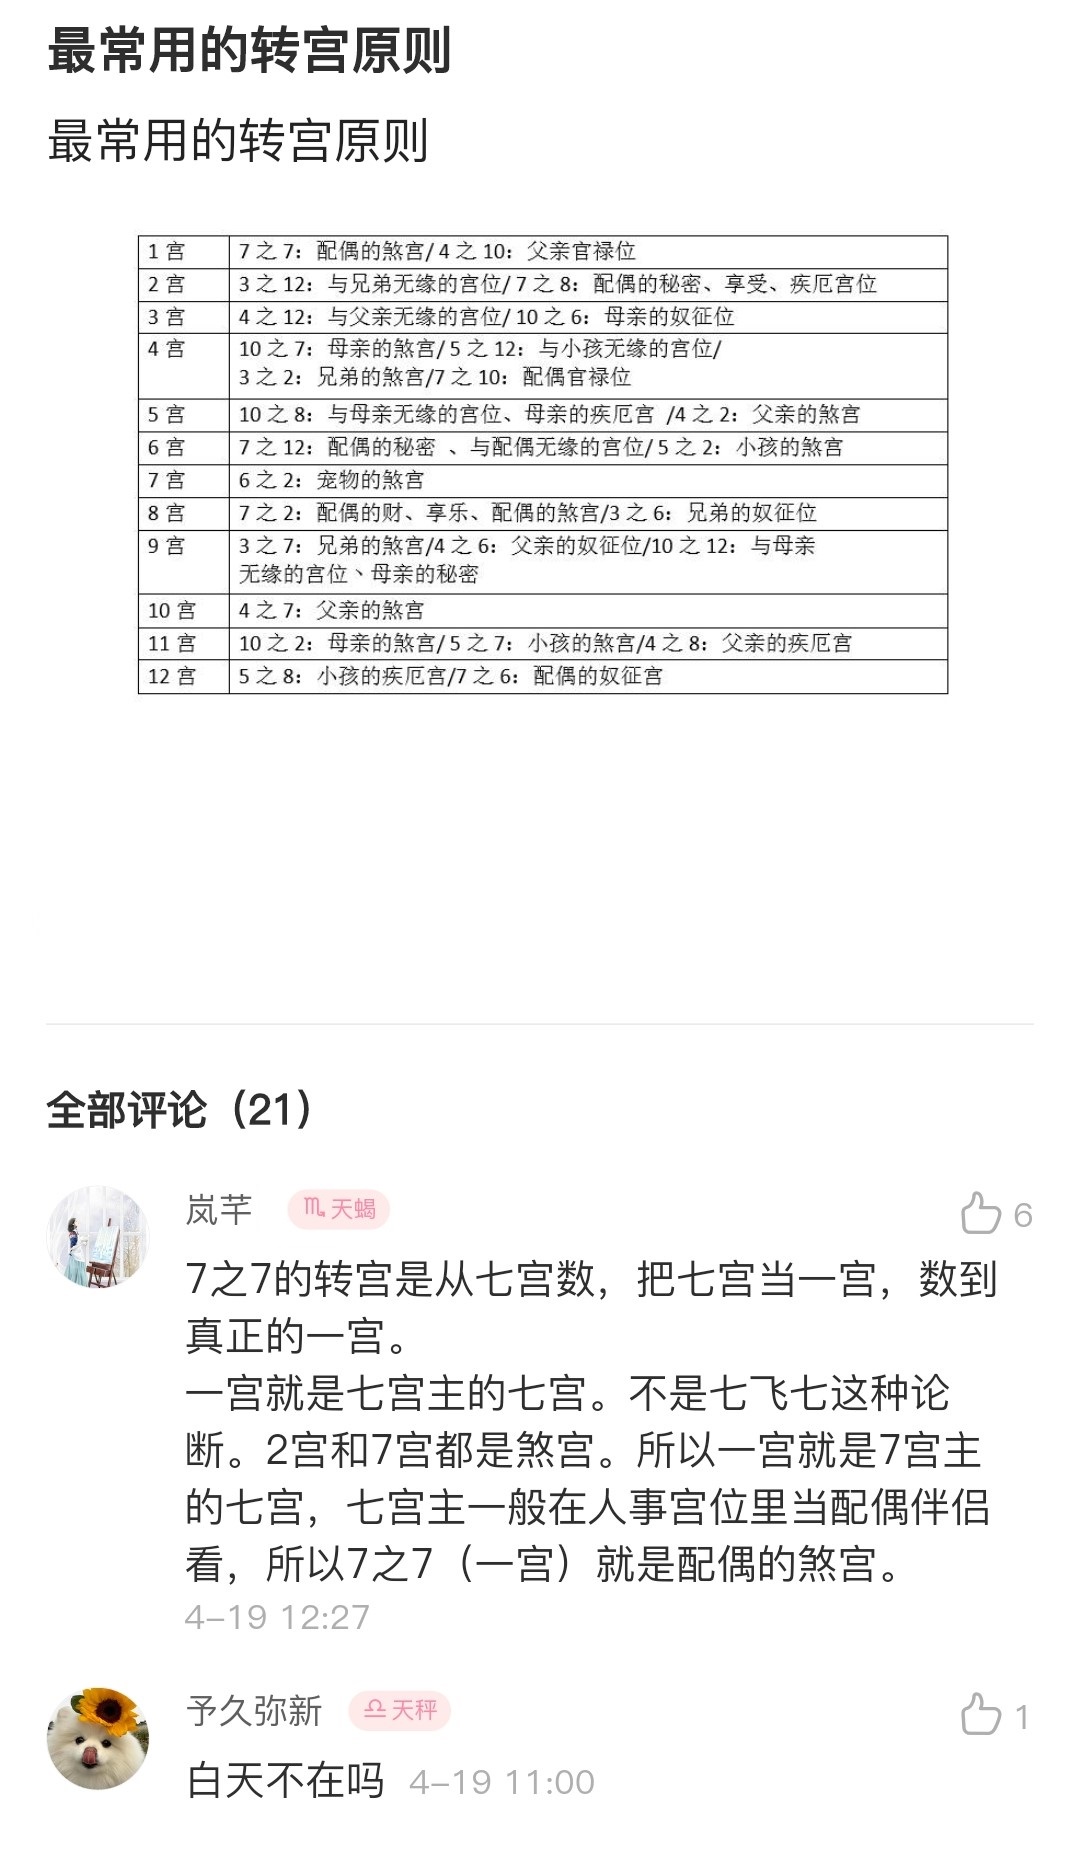 最常用的转宫原则
最常用的转宫原则
1 宫 7 之 7：配偶的煞宫/ 4 之 10：父亲官禄位
2 宫 3 之 12：与兄弟无缘的宫位/ 7 之 8：配偶的秘密、享受、疾厄宫位
3 宫 4 之 12：与父亲无缘的宫位/ 10 之 6：母亲的奴征位
4 宫 10 之 7：母亲的煞宫/ 5 之 12：与小孩无缘的宫位/
3 之 2：兄弟的煞宫/7 之 10：配偶官禄位
5 宫 10 之 8：与母亲无缘的宫位、母亲的疾厄宫 /4 之 2：父亲的煞宫
6 宫 7 之 12：配偶的秘密 、与配偶无缘的宫位/ 5 之 2：小孩的煞宫
7 宫 6 之 2：宠物的煞宫
8 宫 7 之 2：配偶的财、享乐、配偶的煞宫/3 之 6：兄弟的奴征位
9 宫 3 之 7：兄弟的煞宫/4 之 6：父亲的奴征位/10 之 12：与母亲
无缘的宫位丶母亲的秘密
10 宫 4 之 7：父亲的煞宫
11 宫 10 之 2：母亲的煞宫/ 5 之 7：小孩的煞宫/4 之 8：父亲的疾厄宫
12 宫 5 之 8：小孩的疾厄宫/7 之 6：配偶的奴征宫
全部评论（21）
岚芊 ♏天蝎 6
7之7的转宫是从七宫数，把七宫当一宫，数到
真正的一宫。
一宫就是七宫主的七宫。不是七飞七这种论
断。2宫和7宫都是煞宫。所以一宫就是7宫主
的七宫，七宫主一般在人事宫位里当配偶伴侣
看，所以7之7（一宫）就是配偶的煞宫。
4–19 12:27
予久弥新 ♎天秤 1
白天不在吗 4–19 11:00